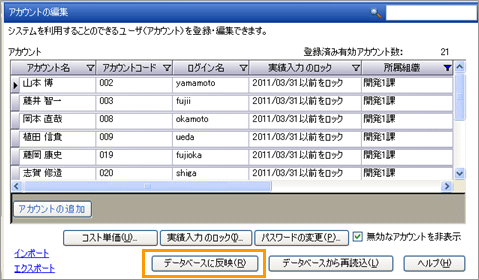 アカウントの編集
システムを利用することのできるユーザ(アカウント)を登録・編集できます。
アカウント 登録済み有効アカウント数: 21
アカウント名 アカウントコード ログイン名 実績入力のロック 所属組織
山本 博 002 yamamoto 2011/03/31以前をロック 開発1課
藤井 智一 003 fujii 2011/03/31以前をロック 開発1課
岡本 直哉 008 okamoto 2011/03/31以前をロック 開発1課
植田 信貴 009 ueda 2011/03/31以前をロック 開発1課
藤岡 康史 019 fujioka 2011/03/31以前をロック 開発1課
志賀 修造 020 shiga 2011/03/31以前をロック 開発1課
アカウントの追加
コスト単価(U)... 実績入力のロック(I)... パスワードの変更(P)... 無効なアカウントを非表示
インポート
エクスポート
データベースに反映(R) データベースから再読込(L) ヘルプ(H)